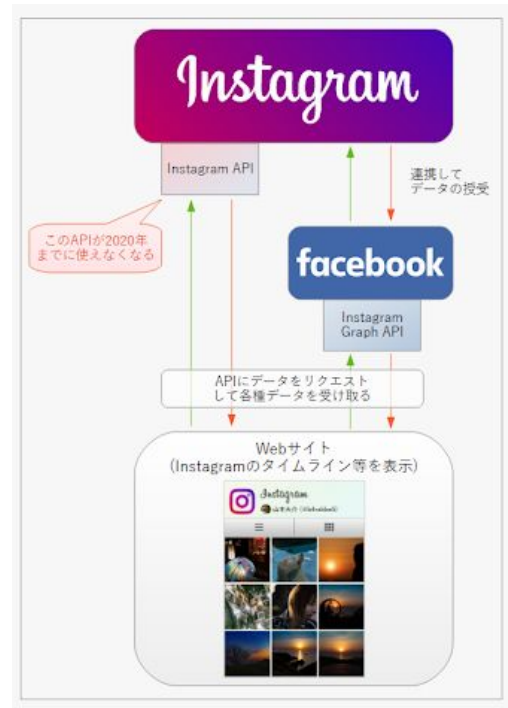 Instagram
Instagram API
連携して
データの授受
このAPIが2020年
までに使えなくなる
facebook
Instagram
Graph API
APIにデータをリクエスト
して各種データを受け取る
Webサイト
(Instagramのタイムライン等を表示)
Instagram